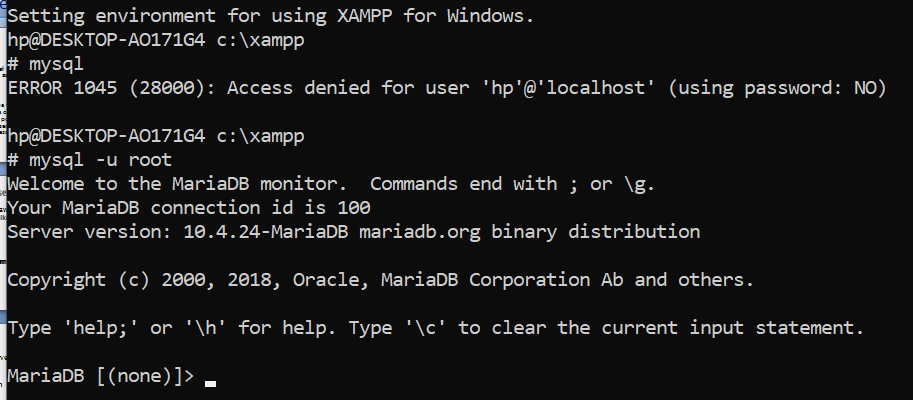 Setting environment for using XAMPP for Windows.
hp@DESKTOP-AO171G4 c:\xampp
# mysql
ERROR 1045 (28000): Access denied for user 'hp'@'localhost' (using password: NO)
hp@DESKTOP-AO171G4 c:\xampp
# mysql -u root
Welcome to the MariaDB monitor.  Commands end with ; or \g.
Your MariaDB connection id is 100
Server version: 10.4.24-MariaDB mariadb.org binary distribution
Copyright (c) 2000, 2018, Oracle, MariaDB Corporation Ab and others.
Type 'help;' or '\h' for help. Type '\c' to clear the current input statement.
MariaDB [(none)]>